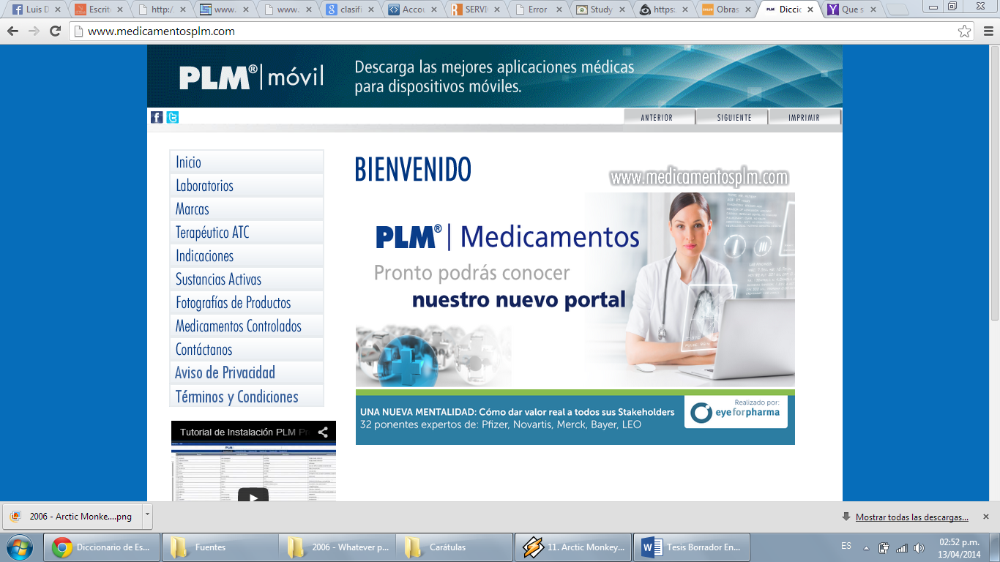 Luis D
Escrit
http:/
www.
www.
clasifi
Accou
SERVI
Error
Study
https:
Obras
Dicci
Que s
www.medicamentosplm.com
PLM® | móvil
Descarga las mejores aplicaciones médicas
para dispositivos móviles.
ANTERIOR
SIGUIENTE
IMPRIMIR
Inicio
Laboratorios
Marcas
Terapéutico ATC
Indicaciones
Sustancias Activas
Fotografías de Productos
Medicamentos Controlados
Contáctanos
Aviso de Privacidad
Términos y Condiciones
Tutorial de Instalación PLM P
BIENVENIDO
www.medicamentosplm.com
PLM® | Medicamentos
Pronto podrás conocer
nuestro nuevo portal
UNA NUEVA MENTALIDAD: Cómo dar valor real a todos sus Stakeholders
32 ponentes expertos de: Pfizer, Novartis, Merck, Bayer, LEO
Realizado por:
eyeforpharma
2006 - Arctic Monke....png
Mostrar todas las descargas...
Diccionario de Es...
Fuentes
2006 - Whatever p...
Carátulas
11. Arctic Monkey...
Tesis Borrador En...
ES
02:52 p.m.
13/04/2014